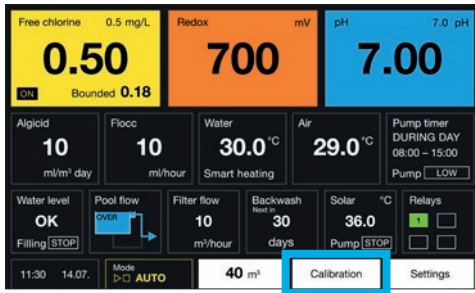 Free chlorine 0.5 mg/L
0.50
ON Bounded 0.18
Redox mV
700
pH 7.0 pH
7.00
Algicid
10
ml/m³ day
Flocc
10
ml/hour
Water
30.0 °C
Smart heating
Air
29.0 °C
Pump timer
DURING DAY
08:00 – 15:00
Pump LOW
Water level
OK
Filling STOP
Pool flow
OVER
Filter flow
10
m³/hour
Backwash
Next in
30
days
Solar °C
36.0
Pump STOP
Relays
1
11:30 14.07.
Mode
AUTO
40 m³
Calibration
Settings